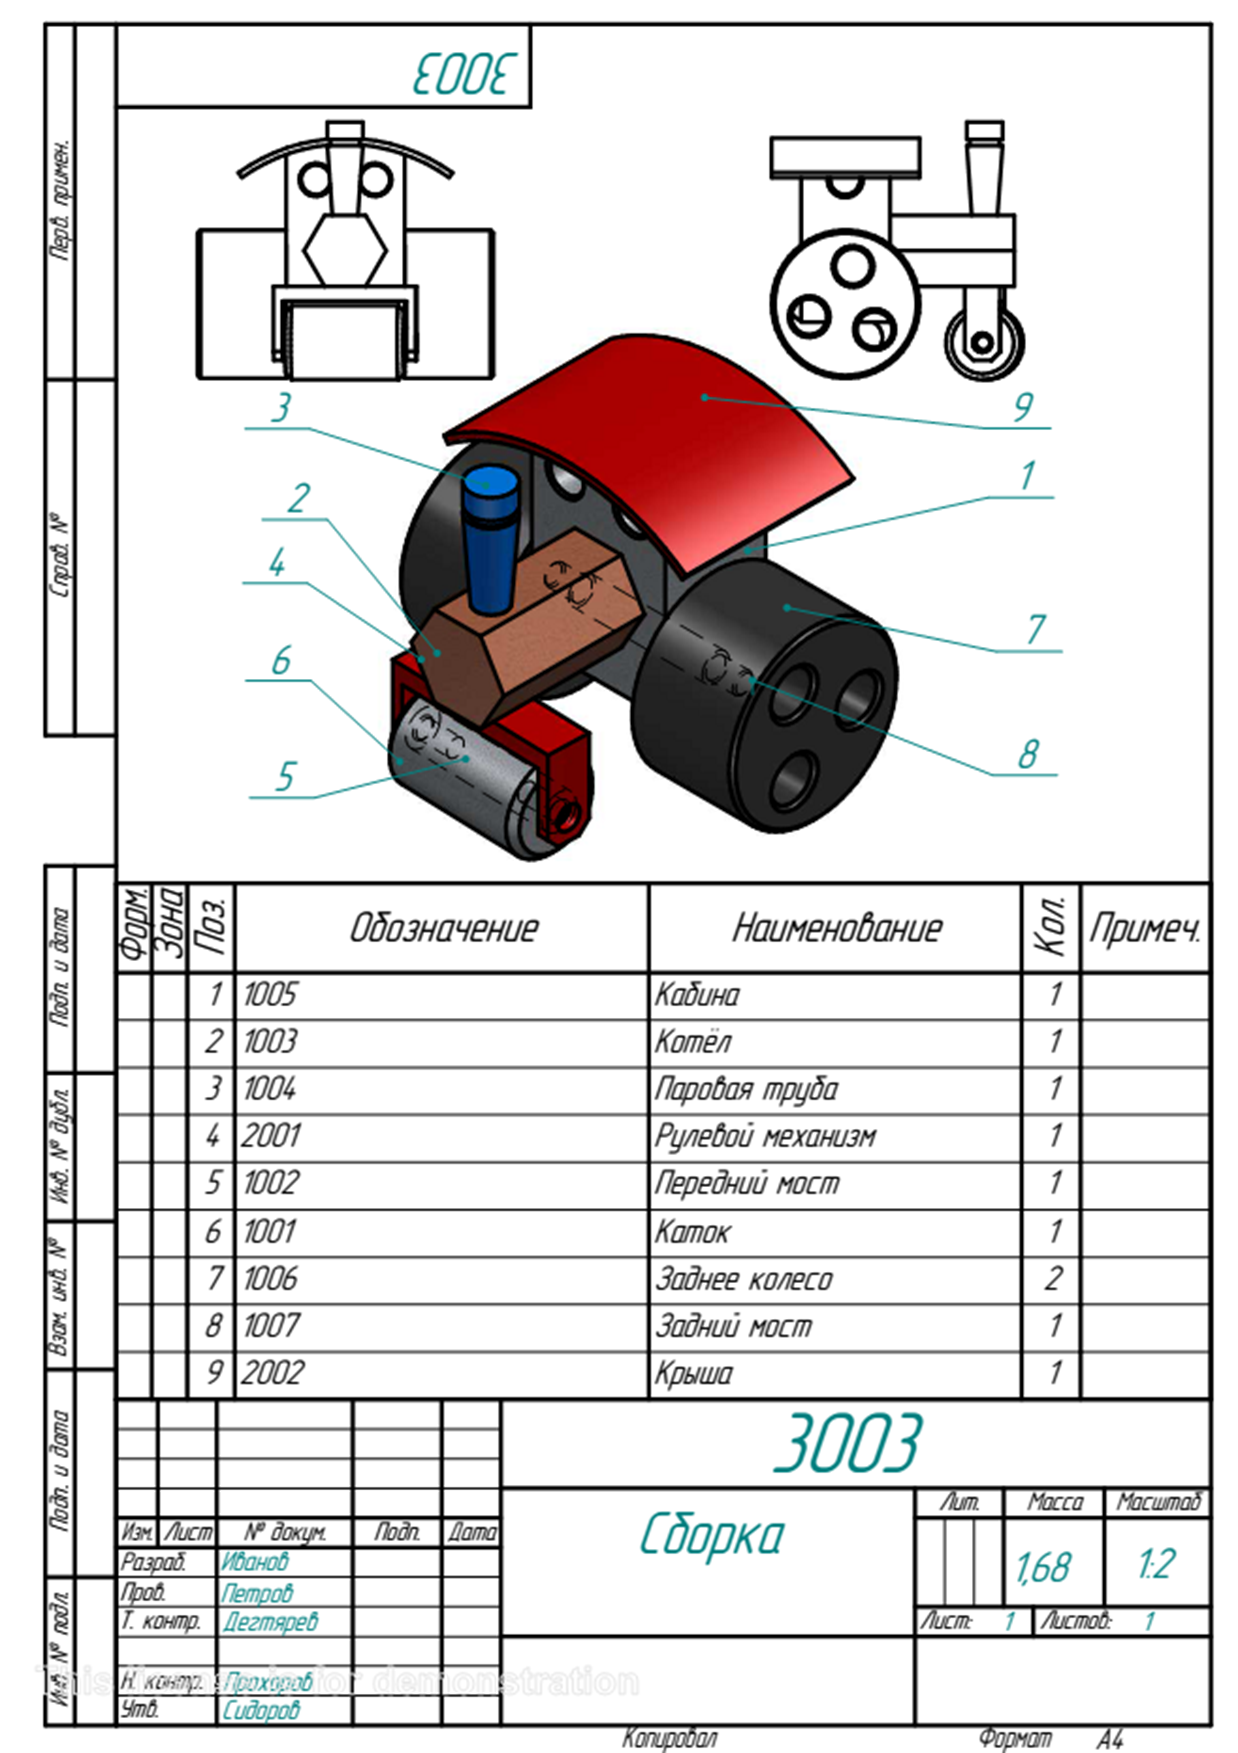 3003
Перв. примен.
Справ. №
3
2
4
6
5
9
1
7
8
Форм. Зона Поз. Обозначение Наименование Кол. Примеч.
1 1005 Кабина 1
2 1003 Котёл 1
3 1004 Паровая труба 1
4 2001 Рулевой механизм 1
5 1002 Передний мост 1
6 1001 Каток 1
7 1006 Заднее колесо 2
8 1007 Задний мост 1
9 2002 Крыша 1
Подп. и дата
Инв. № дубл.
Взам. инв. №
Подп. и дата
Инв. № подл.
3003
Сборка
Лит. Масса Масштаб
1,68 1:2
Лист: 1 Листов: 1
Изм. Лист № докум. Подп. Дата
Разраб. Иванов
Пров. Петров
Т. контр. Дегтярев
Н. контр. Прохоров
Утв. Сидоров
Копировал Формат А4